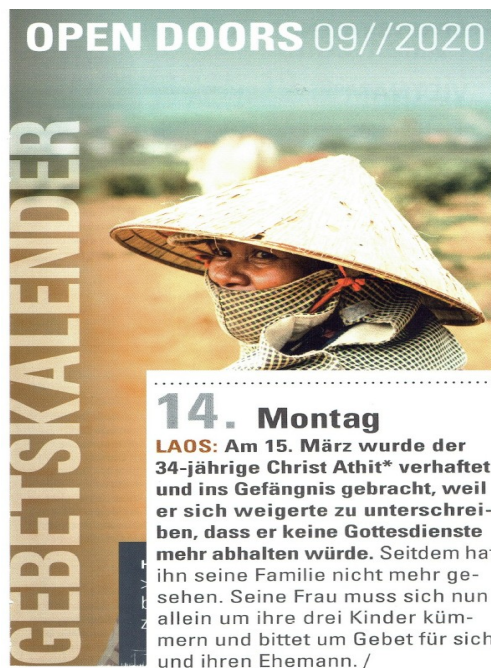 OPEN DOORS 09//2020
GEBETSKALENDER
14. Montag
LAOS: Am 15. März wurde der
34-jährige Christ Athit* verhaftet
und ins Gefängnis gebracht, weil
er sich weigerte zu unterschrei-
ben, dass er keine Gottesdienste
mehr abhalten würde. Seitdem hat
ihn seine Familie nicht mehr ge-
sehen. Seine Frau muss sich nun
allein um ihre drei Kinder küm-
mern und bittet um Gebet für sich
und ihren Ehemann. /